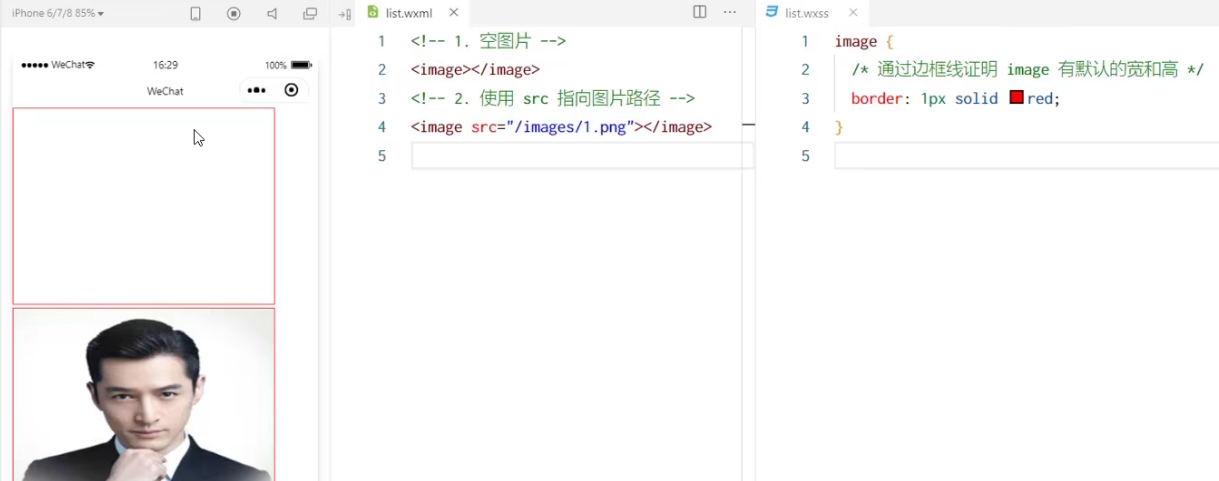 iPhone 6/7/8 85%
list.wxml
list.wxss
WeChat
16:29
100%
WeChat
1 <!-- 1. 空图片 -->
2 <image></image>
3 <!-- 2. 使用 src 指向图片路径 -->
4 <image src="/images/1.png"></image>
5
1 image {
2 /* 通过边框线证明 image 有默认的宽和高 */
3 border: 1px solid red;
4 }
5